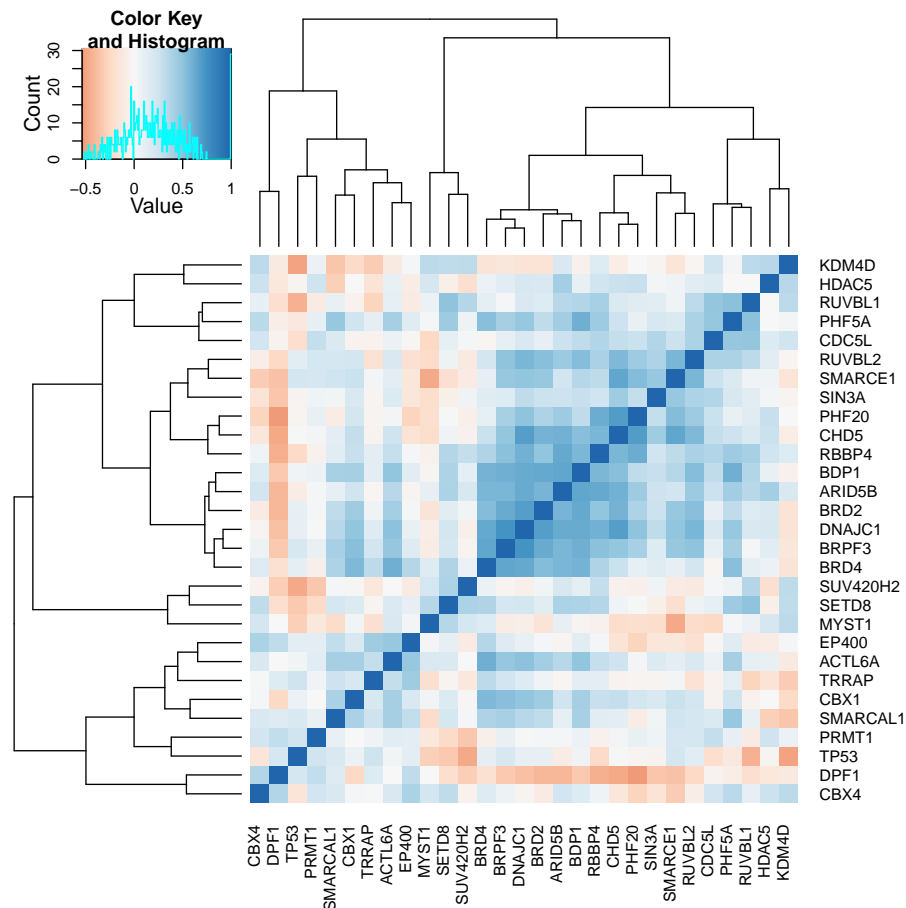 Color Key
and Histogram
Count
0
10
20
30
−0.5
0
0.5
1
Value
KDM4D
HDAC5
RUVBL1
PHF5A
CDC5L
RUVBL2
SMARCE1
SIN3A
PHF20
CHD5
RBBP4
BDP1
ARID5B
BRD2
DNAJC1
BRPF3
BRD4
SUV420H2
SETD8
MYST1
EP400
ACTL6A
TRRAP
CBX1
SMARCAL1
PRMT1
TP53
DPF1
CBX4
CBX4
DPF1
TP53
PRMT1
SMARCAL1
CBX1
TRRAP
ACTL6A
EP400
MYST1
SETD8
SUV420H2
BRD4
BRPF3
DNAJC1
BRD2
ARID5B
BDP1
RBBP4
CHD5
PHF20
SIN3A
SMARCE1
RUVBL2
CDC5L
PHF5A
RUVBL1
HDAC5
KDM4D